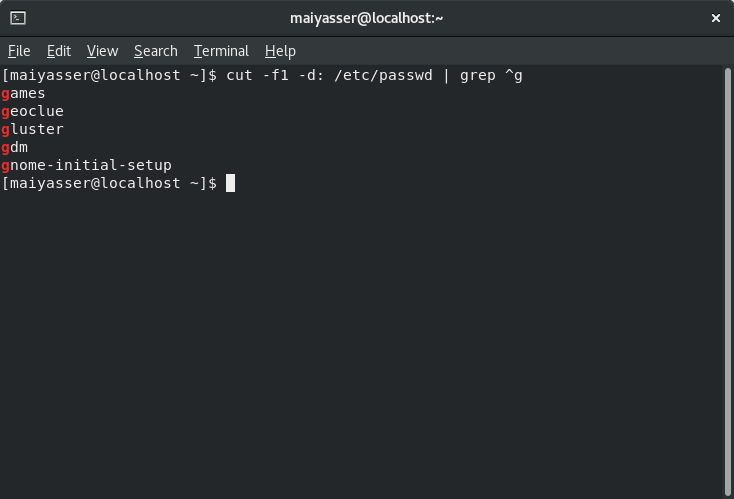 maiyasser@localhost:~
File Edit View Search Terminal Help
[maiyasser@localhost ~]$ cut -f1 -d: /etc/passwd | grep ^g
games
geoclue
gluster
gdm
gnome-initial-setup
[maiyasser@localhost ~]$